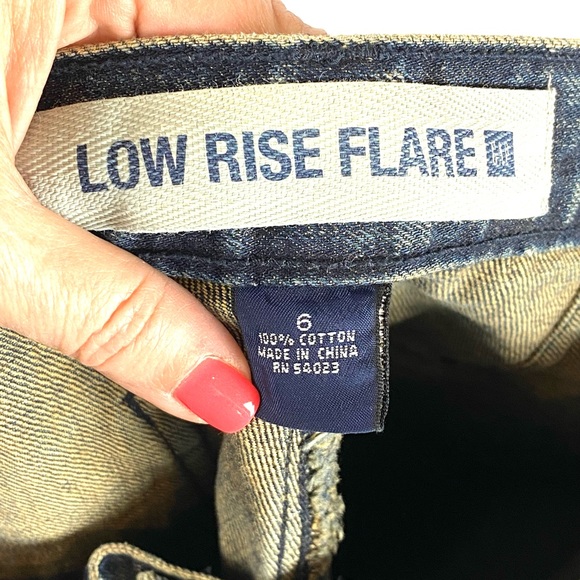 LOW RISE FLARE
6
100% COTTON
MADE IN CHINA
RN 54023